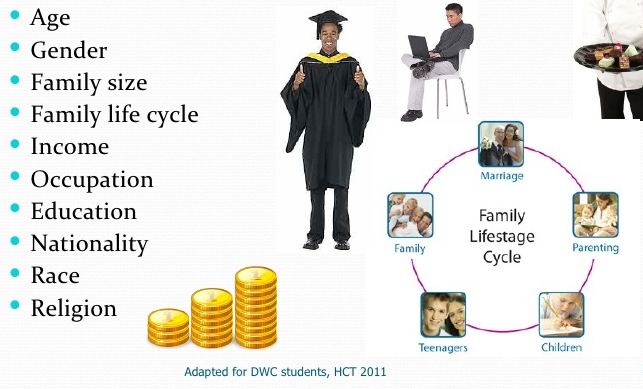 Age
Gender
Family size
Family life cycle
Income
Occupation
Education
Nationality
Race
Religion
Marriage
Family
Lifestage
Cycle
Family
Parenting
Teenagers
Children
Adapted for DWC students, HCT 2011